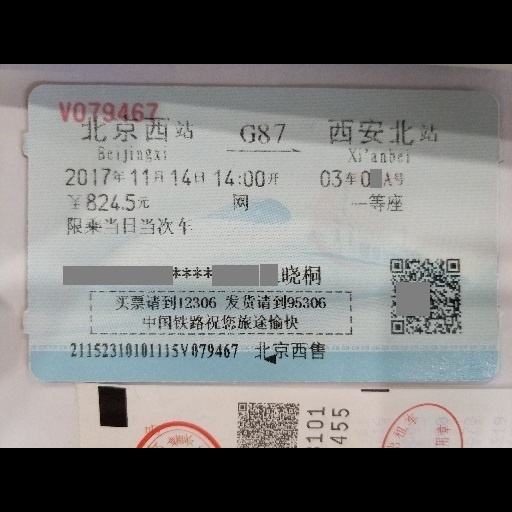 V079467
北京西站 G87 西安北站
Beijingxi Xi'anbei
2017年11月14日 14:00开 03车0 A号
￥824.5元 网 一等座
限乘当日当次车
**** 晓桐
买票请到12306 发货请到95306
中国铁路祝您旅途愉快
21152310101115V079467 北京西售
3101
455